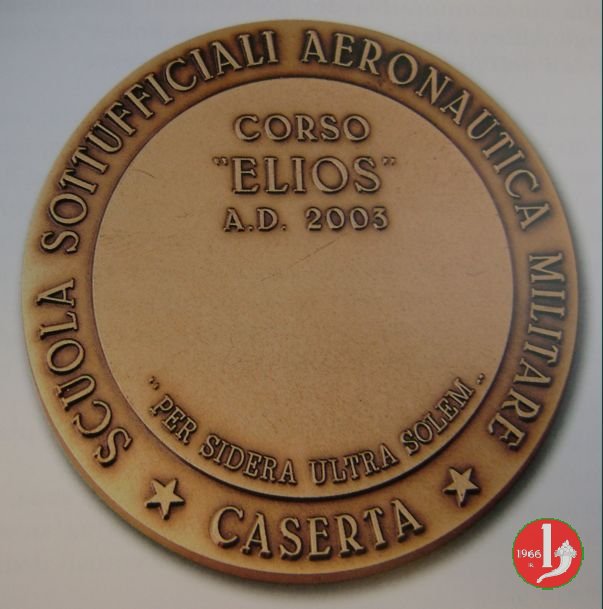 SCUOLA SOTTUFFICIALI AERONAUTICA MILITARE
CORSO
"ELIOS"
A.D. 2003
"PER SIDERA ULTRA SOLEM"
CASERTA
1966